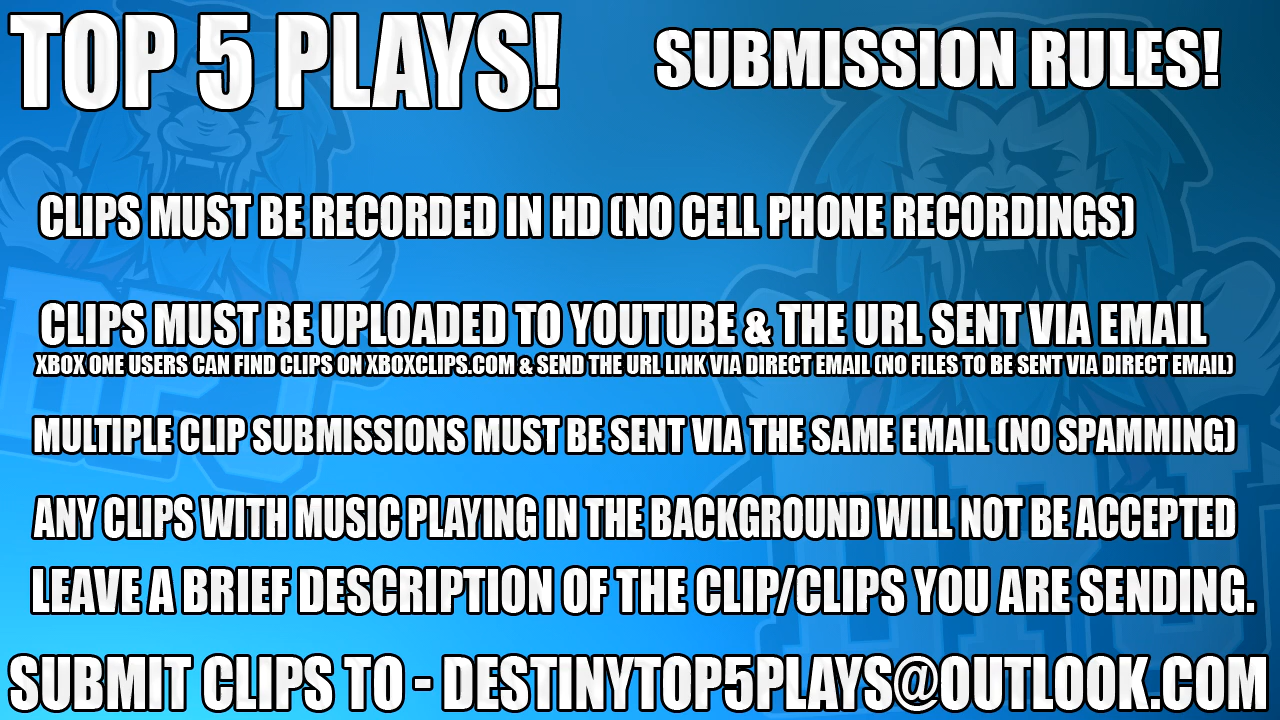 TOP 5 PLAYS!
SUBMISSION RULES!
CLIPS MUST BE RECORDED IN HD (NO CELL PHONE RECORDINGS)
CLIPS MUST BE UPLOADED TO YOUTUBE & THE URL SENT VIA EMAIL
XBOX ONE USERS CAN FIND CLIPS ON XBOXCLIPS.COM & SEND THE URL LINK VIA DIRECT EMAIL (NO FILES TO BE SENT VIA DIRECT EMAIL)
MULTIPLE CLIP SUBMISSIONS MUST BE SENT VIA THE SAME EMAIL (NO SPAMMING)
ANY CLIPS WITH MUSIC PLAYING IN THE BACKGROUND WILL NOT BE ACCEPTED
LEAVE A BRIEF DESCRIPTION OF THE CLIP/CLIPS YOU ARE SENDING.
SUBMIT CLIPS TO - DESTINYTOP5PLAYS@OUTLOOK.COM